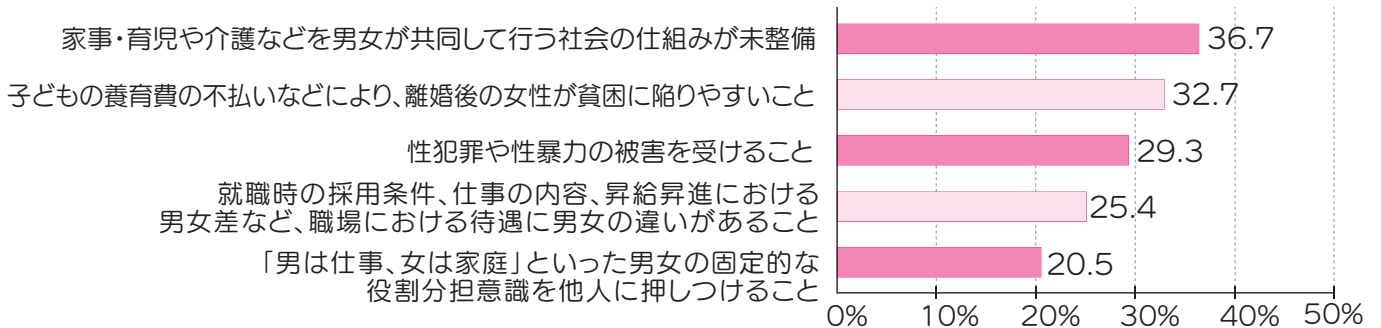 家事・育児や介護などを男女が共同して行う社会の仕組みが未整備
36.7
子どもの養育費の不払いなどにより、離婚後の女性が貧困に陥りやすいこと
32.7
性犯罪や性暴力の被害を受けること
29.3
就職時の採用条件、仕事の内容、昇給昇進における
男女差など、職場における待遇に男女の違いがあること
25.4
「男は仕事、女は家庭」といった男女の固定的な
役割分担意識を他人に押しつけること
20.5
0% 10% 20% 30% 40% 50%